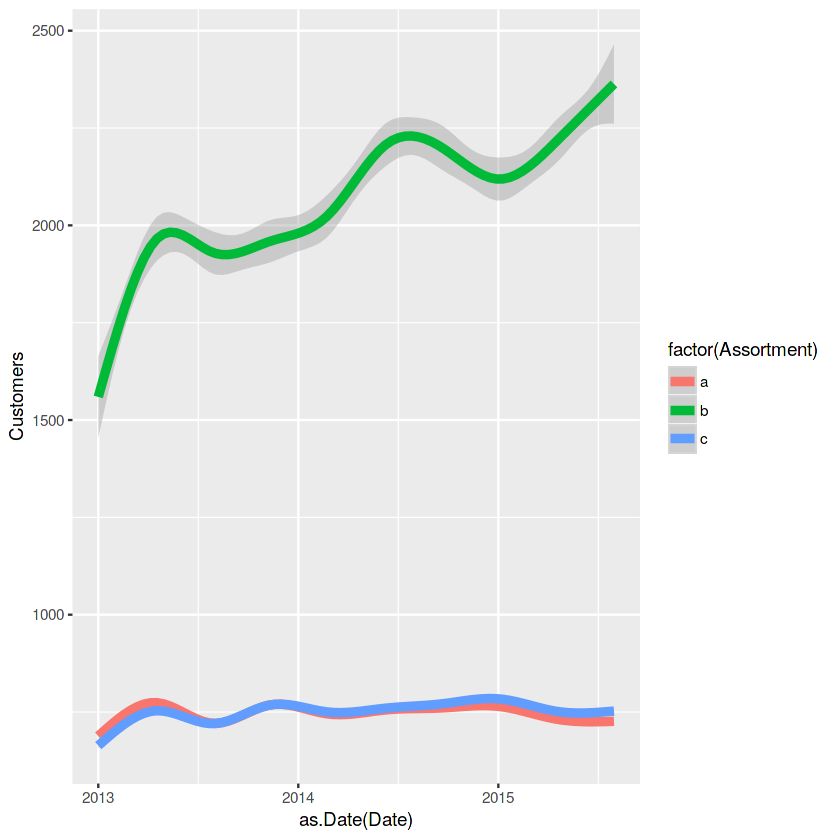 2500
2000
1500
1000
Customers
2013
2014
2015
as.Date(Date)
factor(Assortment)
a
b
c